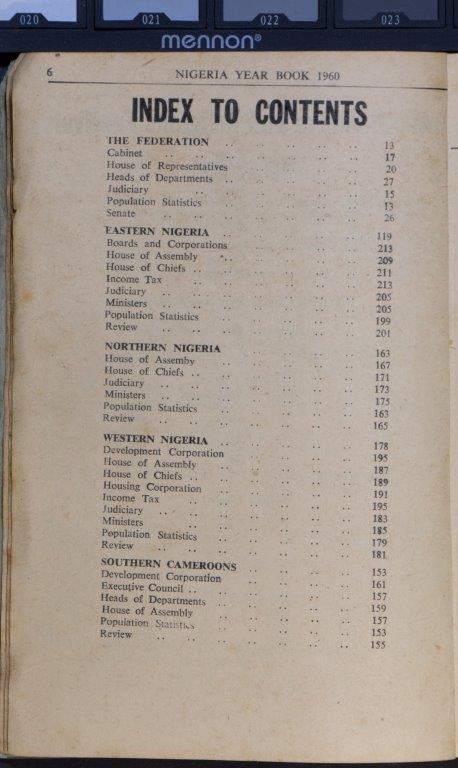 020 021 022 023
mennon®
6 NIGERIA YEAR BOOK 1960
INDEX TO CONTENTS
THE FEDERATION .. .. .. .. .. 13
Cabinet .. .. .. .. .. .. 17
House of Representatives .. .. .. .. 20
Heads of Departments .. .. .. .. .. 27
Judiciary .. .. .. .. .. 15
Population Statistics .. .. .. .. .. 13
Senate .. .. .. .. .. .. 26
EASTERN NIGERIA .. .. .. .. .. 119
Boards and Corporations .. .. .. .. 213
House of Assembly .. .. .. .. .. 209
House of Chiefs .. .. .. .. .. 211
Income Tax .. .. .. .. .. .. 213
Judiciary .. .. .. .. .. .. 205
Ministers .. .. .. .. .. .. 205
Population Statistics .. .. .. .. .. 199
Review .. .. .. .. .. .. 201
NORTHERN NIGERIA .. .. .. .. 163
House of Assemby .. .. .. .. .. 167
House of Chiefs .. .. .. .. .. 171
Judiciary .. .. .. .. .. .. 173
Ministers .. .. .. .. .. .. 175
Population Statistics .. .. .. .. .. 163
Review .. .. .. .. .. .. 165
WESTERN NIGERIA .. .. .. .. .. 178
Development Corporation .. .. .. .. 195
House of Assembly .. .. .. .. .. 187
House of Chiefs .. .. .. .. .. 189
Housing Corporation .. .. .. .. .. 191
Income Tax .. .. .. .. .. .. 195
Judiciary .. .. .. .. .. .. 183
Ministers .. .. .. .. .. .. 185
Population Statistics .. .. .. .. .. 179
Review .. .. .. .. .. .. 181
SOUTHERN CAMEROONS .. .. .. .. 153
Development Corporation .. .. .. .. 161
Executive Council .. .. .. .. .. 157
Heads of Departments .. .. .. .. .. 159
House of Assembly .. .. .. .. .. 157
Population Statistics .. .. .. .. .. 153
Review .. .. .. .. .. .. 155